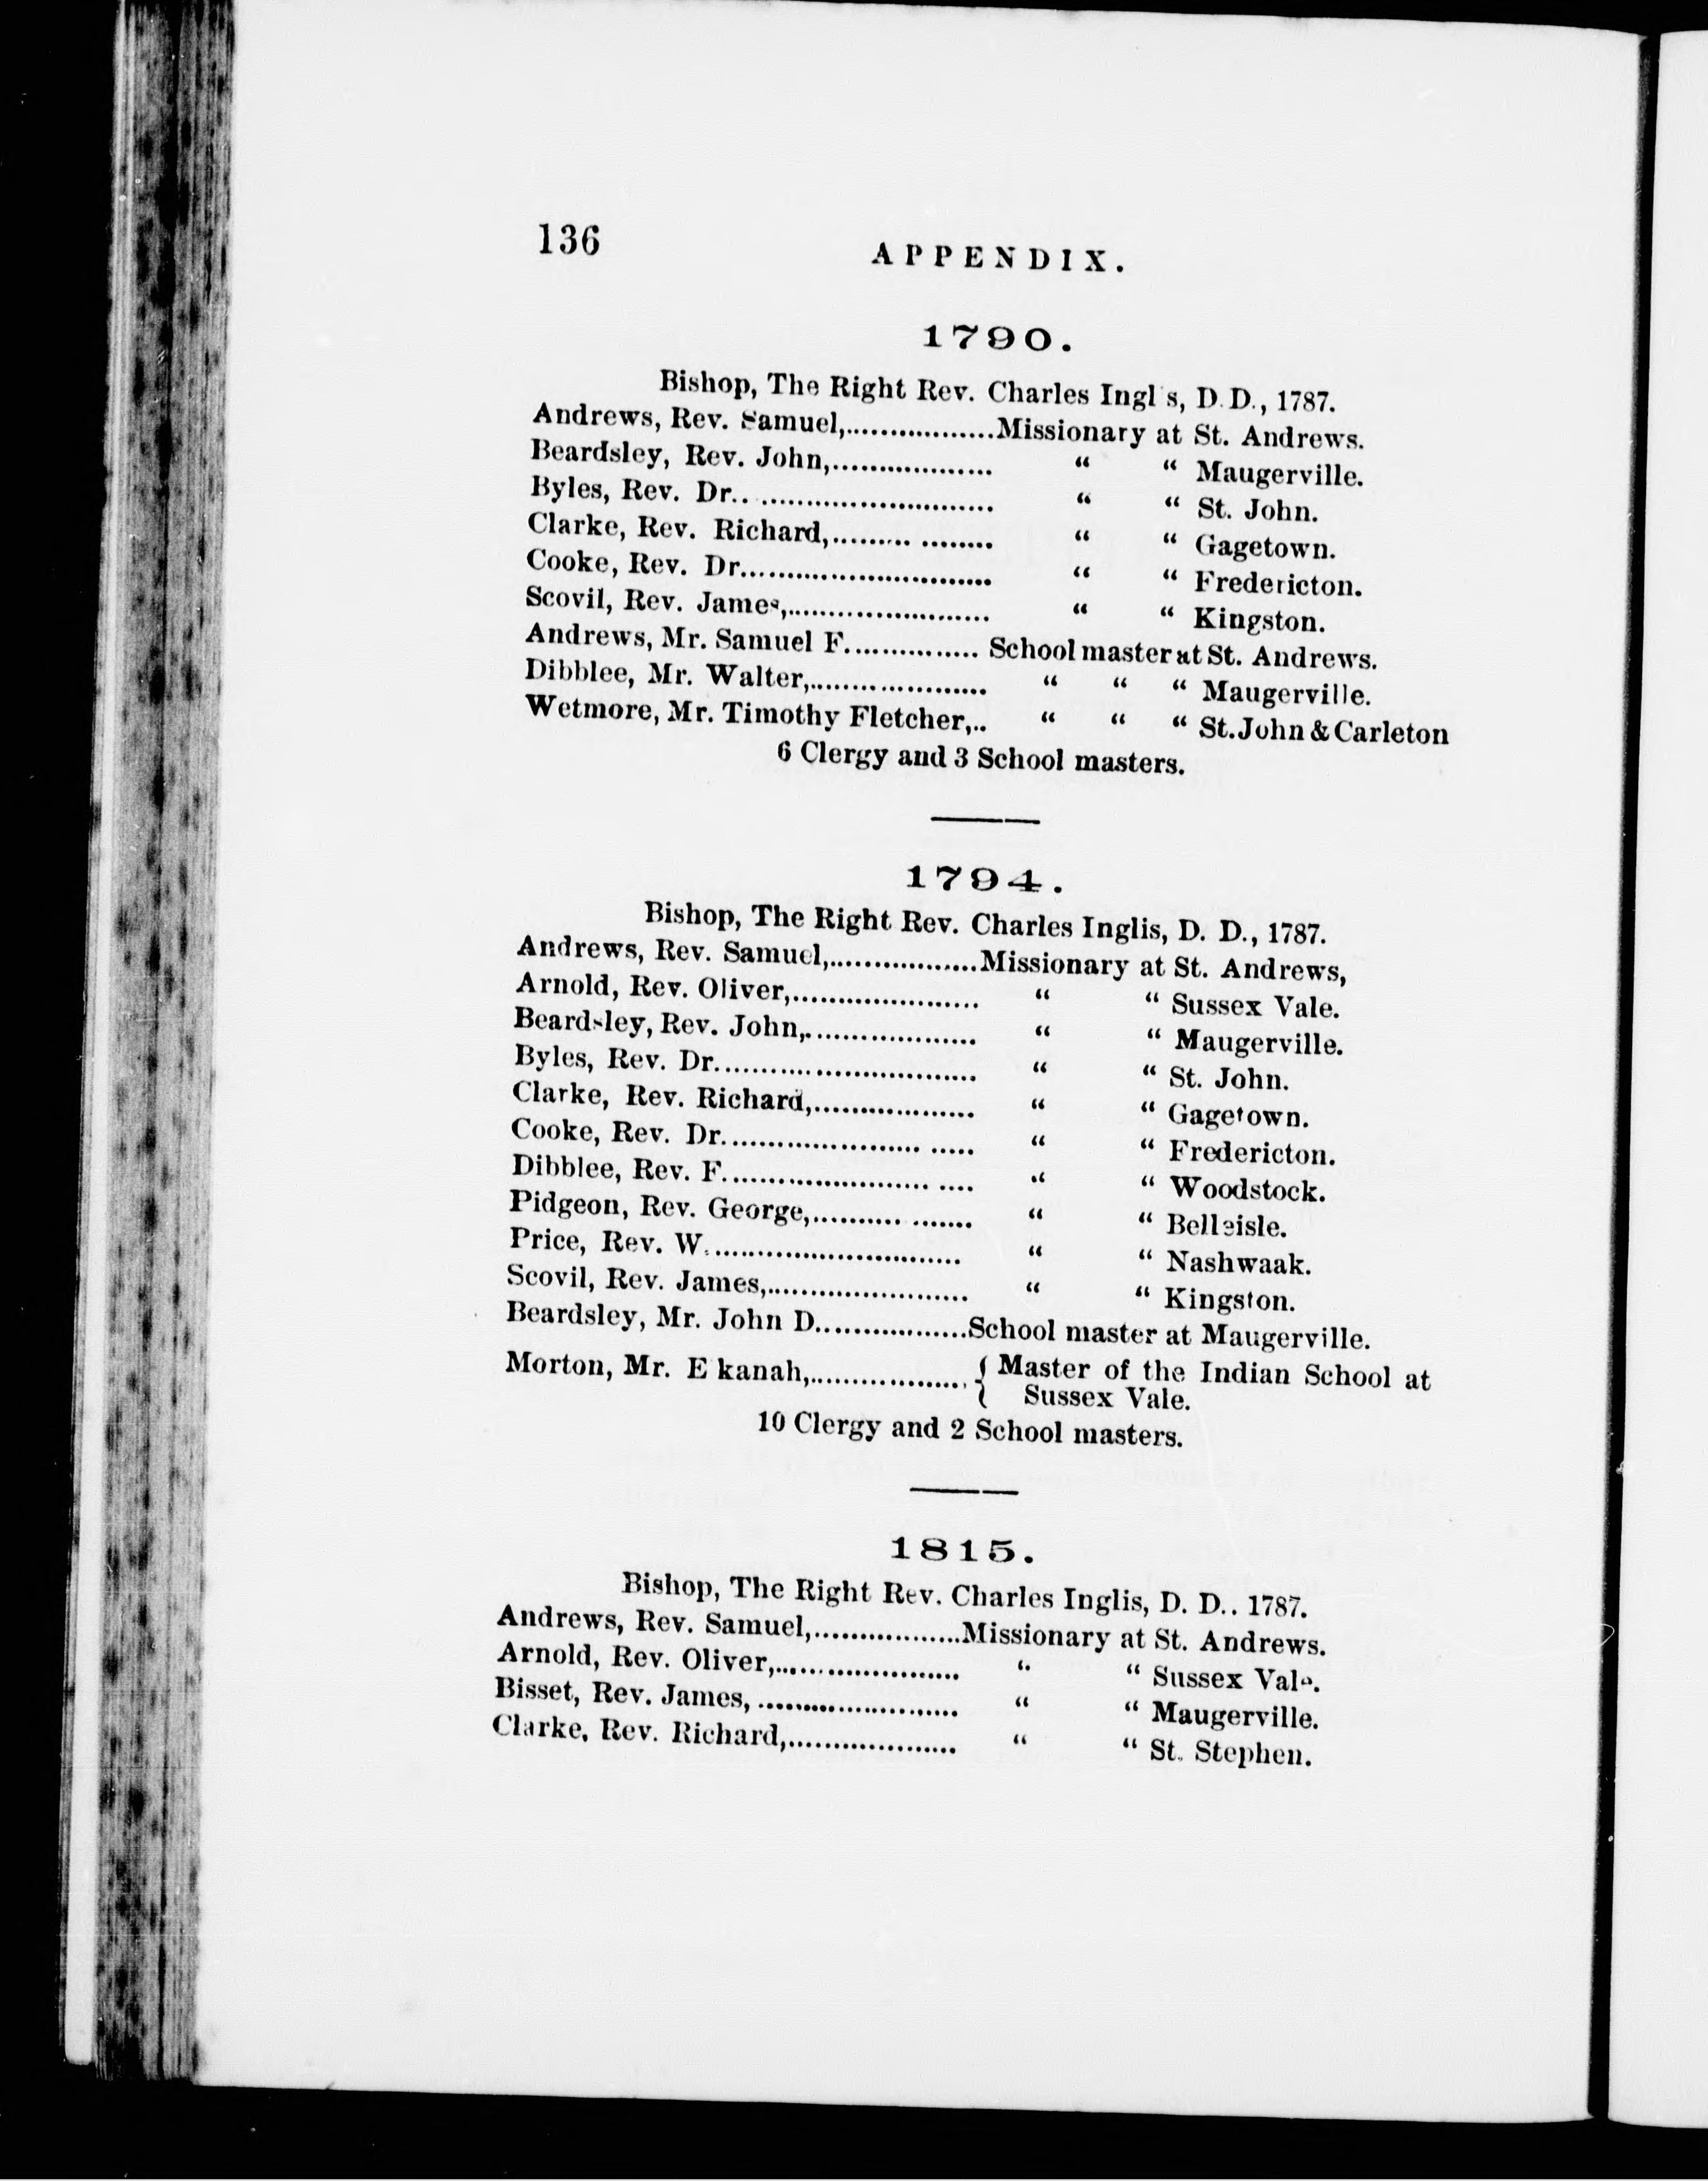 136
APPENDIX.
1790.
Bishop, The Right Rev. Charles Ingl s, D. D., 1787.
Andrews, Rev. Samuel,.................Missionary at St. Andrews.
Beardsley, Rev. John,.................. “ “ Maugerville.
Byles, Rev. Dr.............................. “ “ St. John.
Clarke, Rev. Richard,......... ........ “ “ Gagetown.
Cooke, Rev. Dr............................. “ “ Fredericton.
Scovil, Rev. James,....................... “ “ Kingston.
Andrews, Mr. Samuel F............... School master at St. Andrews.
Dibblee, Mr. Walter,.................... “ “ “ Maugerville.
Wetmore, Mr. Timothy Fletcher,.. “ “ “ St. John & Carleton
6 Clergy and 3 School masters.
1794.
Bishop, The Right Rev. Charles Inglis, D. D., 1787.
Andrews, Rev. Samuel,.................Missionary at St. Andrews,
Arnold, Rev. Oliver,..................... “ “ Sussex Vale.
Beardsley, Rev. John,................... “ “ Maugerville.
Byles, Rev. Dr.............................. “ “ St. John.
Clarke, Rev. Richard,................... “ “ Gagetown.
Cooke, Rev. Dr....................... ..... “ “ Fredericton.
Dibblee, Rev. F........................ .... “ “ Woodstock.
Pidgeon, Rev. George,.......... ....... “ “ Belleisle.
Price, Rev. W............................. “ “ Nashwaak.
Scovil, Rev. James,....................... “ “ Kingston.
Beardsley, Mr. John D.................School master at Maugerville.
Morton, Mr. E kanah,.................. { Master of the Indian School at
Sussex Vale.
10 Clergy and 2 School masters.
1815.
Bishop, The Right Rev. Charles Inglis, D. D.. 1787.
Andrews, Rev. Samuel,.................Missionary at St. Andrews.
Arnold, Rev. Oliver,..................... “ “ Sussex Vale.
Bisset, Rev. James, ....................... “ “ Maugerville.
Clarke, Rev. Richard,................... “ “ St. Stephen.